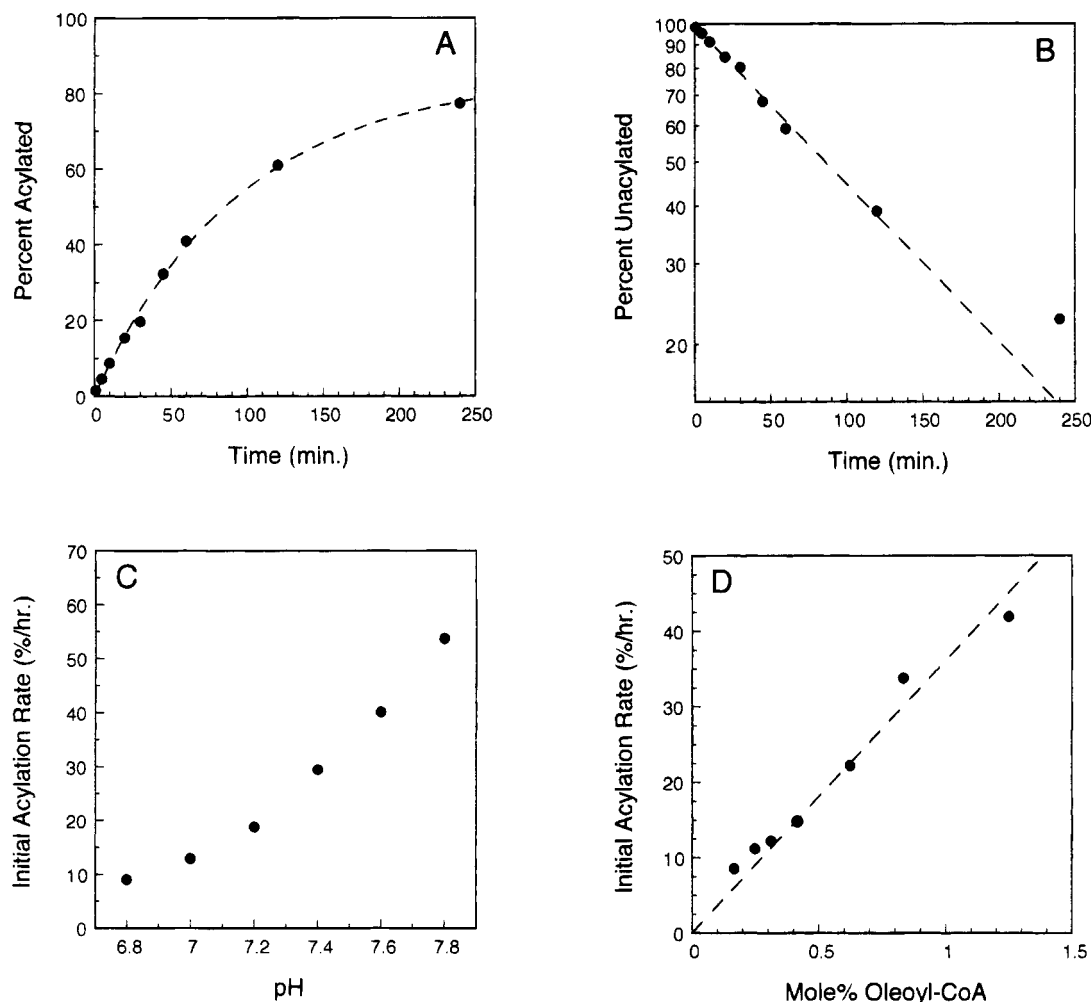 A
Percent Acylated
100
80
60
40
20
0
0 50 100 150 200 250
Time (min.)
B
Percent Unacylated
100
90
80
70
60
50
40
30
20
0 50 100 150 200 250
Time (min.)
C
Initial Acylation Rate (%/hr.)
70
60
50
40
30
20
10
0
6.8 7 7.2 7.4 7.6 7.8
pH
D
Initial Acylation Rate (%/hr.)
50
40
30
20
10
0
0 0.5 1 1.5
Mole% Oleoyl-CoA